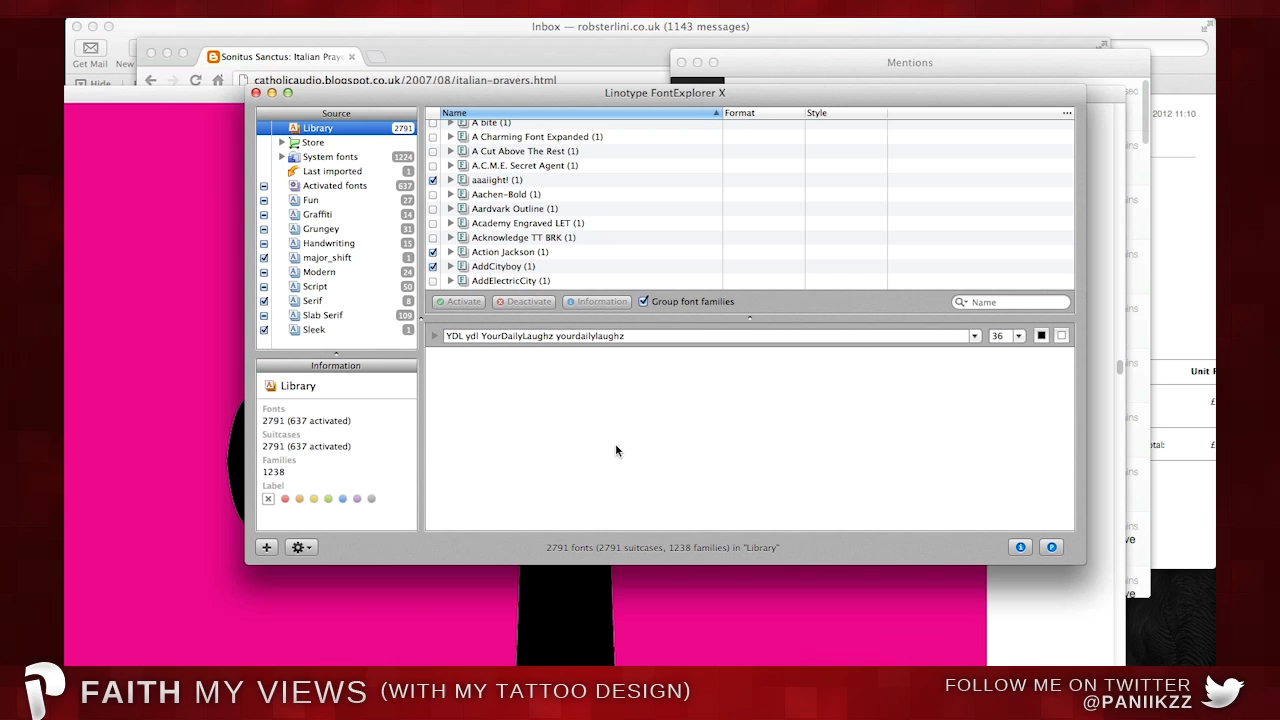 Inbox — robsterlini.co.uk (1143 messages)
Get Mail
New
Hide
Sonitus Sanctus: Italian Praye
catholicaudio.blogspot.co.uk/2007/08/italian-prayers.html
Mentions
2012 11:10
Linotype FontExplorer X
Source
Library 2791
Store
System fonts 1224
Last imported 1
Activated fonts 637
Fun 27
Graffiti 14
Grungey 31
Handwriting 15
major_shift 1
Modern 24
Script 1
Serif 8
Slab Serif 109
Sleek 1
Name Format Style
A bite (1)
A Charming Font Expanded (1)
A Cut Above The Rest (1)
A.C.M.E. Secret Agent (1)
aaaiight! (1)
Aachen-Bold (1)
Aardvark Outline (1)
Academy Engraved LET (1)
Acknowledge TT BRK (1)
Action Jackson (1)
AddCityboy (1)
AddElectricCity (1)
Activate Deactivate Information Group font families Name
YDL ydl YourDailyLaughz yourdailylaughz 36
Information
Library
Fonts
2791 (637 activated)
Suitcases
2791 (637 activated)
Families
1238
Label
2791 fonts (2791 suitcases, 1238 families) in "Library"
Unit
£
£
FAITH MY VIEWS (WITH MY TATTOO DESIGN)
FOLLOW ME ON TWITTER
@PANIIKZZ